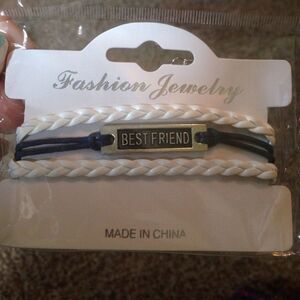 Fashion Jewelry
BEST FRIEND
MADE IN CHINA